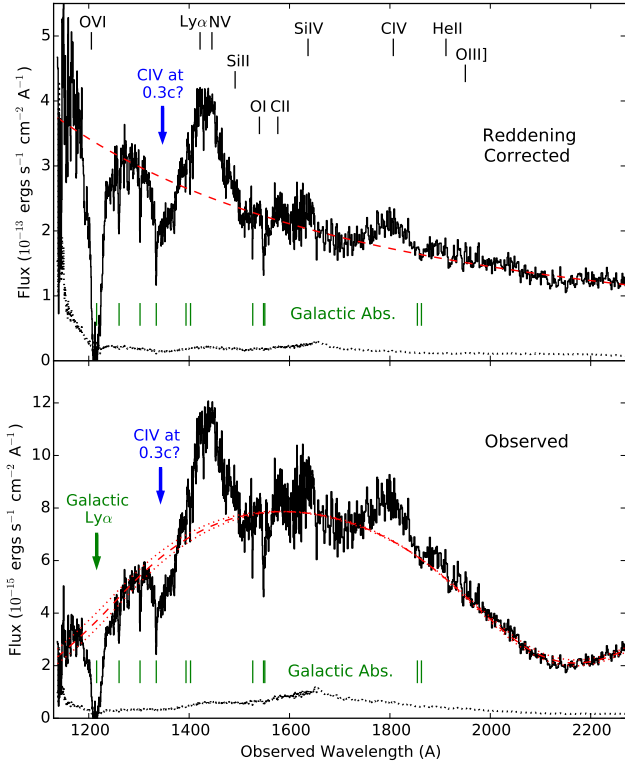 OVI
Lyα NV
SiIV
CIV
HeII
SiII
OIII]
CIV at
0.3c?
OI CII
Reddening
Corrected
Flux (10⁻¹³ ergs s⁻¹ cm⁻² A⁻¹)
5
4
3
2
1
0
Galactic Abs.
CIV at
0.3c?
Observed
Galactic
Lyα
Flux (10⁻¹⁵ ergs s⁻¹ cm⁻² A⁻¹)
12
10
8
6
4
2
0
Galactic Abs.
1200 1400 1600 1800 2000 2200
Observed Wavelength (A)